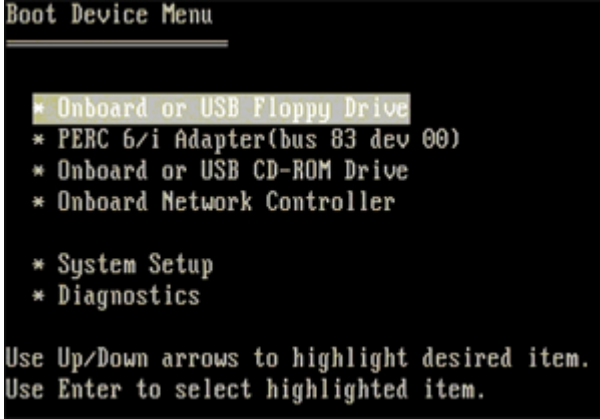 Boot Device Menu
* Onboard or USB Floppy Drive
* PERC 6/i Adapter(bus 83 dev 00)
* Onboard or USB CD-ROM Drive
* Onboard Network Controller
* System Setup
* Diagnostics
Use Up/Down arrows to highlight desired item.
Use Enter to select highlighted item.